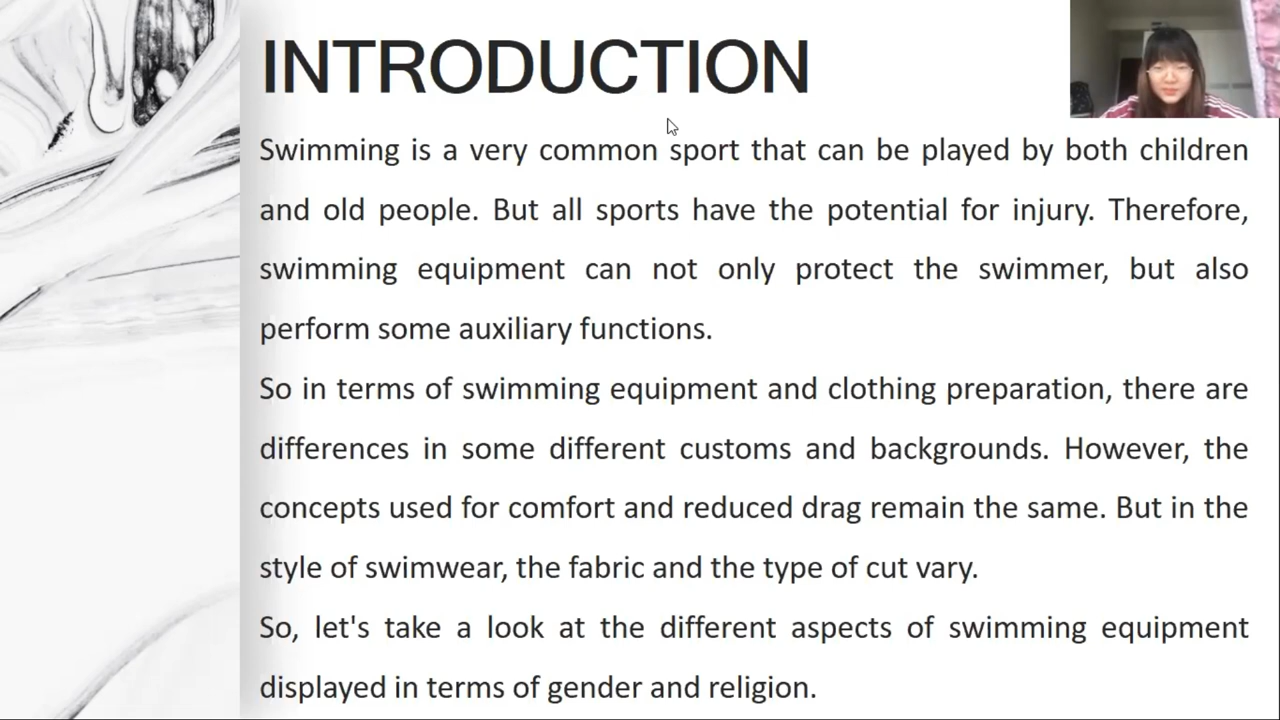 INTRODUCTION
Swimming is a very common sport that can be played by both children
and old people. But all sports have the potential for injury. Therefore,
swimming equipment can not only protect the swimmer, but also
perform some auxiliary functions.
So in terms of swimming equipment and clothing preparation, there are
differences in some different customs and backgrounds. However, the
concepts used for comfort and reduced drag remain the same. But in the
style of swimwear, the fabric and the type of cut vary.
So, let's take a look at the different aspects of swimming equipment
displayed in terms of gender and religion.